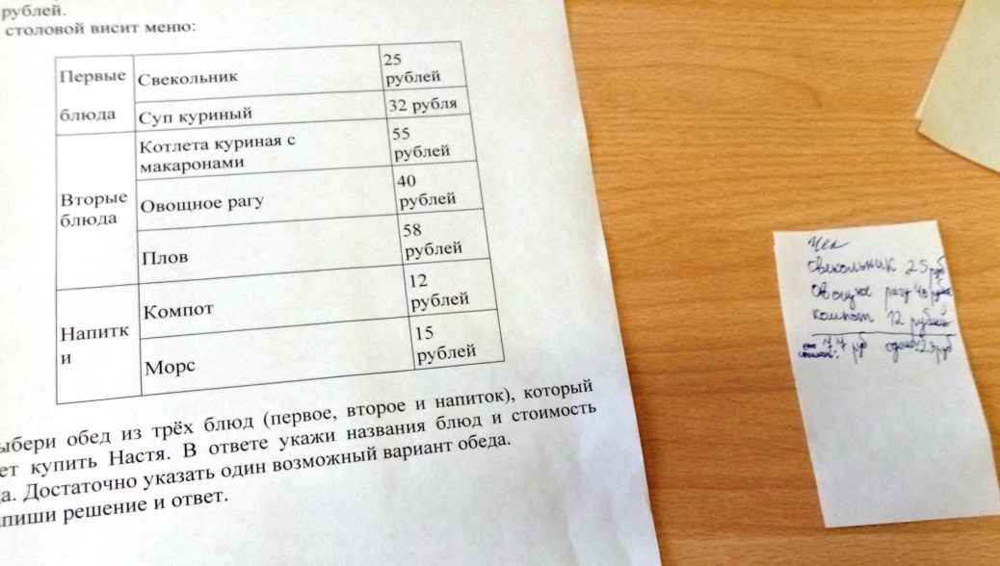 рублей.
столовой висит меню:
Первые
блюда
Свекольник
25
рублей
Суп куриный
32 рубля
Вторые
блюда
Котлета куриная с
макаронами
55
рублей
Овощное рагу
40
рублей
Плов
58
рублей
Напитк
и
Компот
12
рублей
Морс
15
рублей
ыбери обед из трёх блюд (первое, второе и напиток), который
ет купить Настя. В ответе укажи названия блюд и стоимость
а. Достаточно указать один возможный вариант обеда.
пиши решение и ответ.
Чек
Свекольник 25 руб
Овощное рагу 40 рублей
компот 12 рублей
77 руб 23 руб